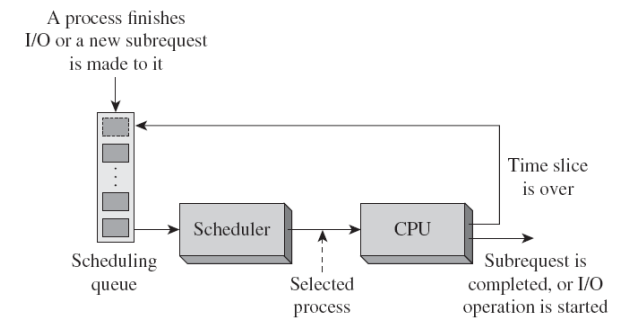 A process finishes
I/O or a new subrequest
is made to it
Time slice
is over
Scheduler
CPU
Scheduling
queue
Selected
process
Subrequest is
completed, or I/O
operation is started